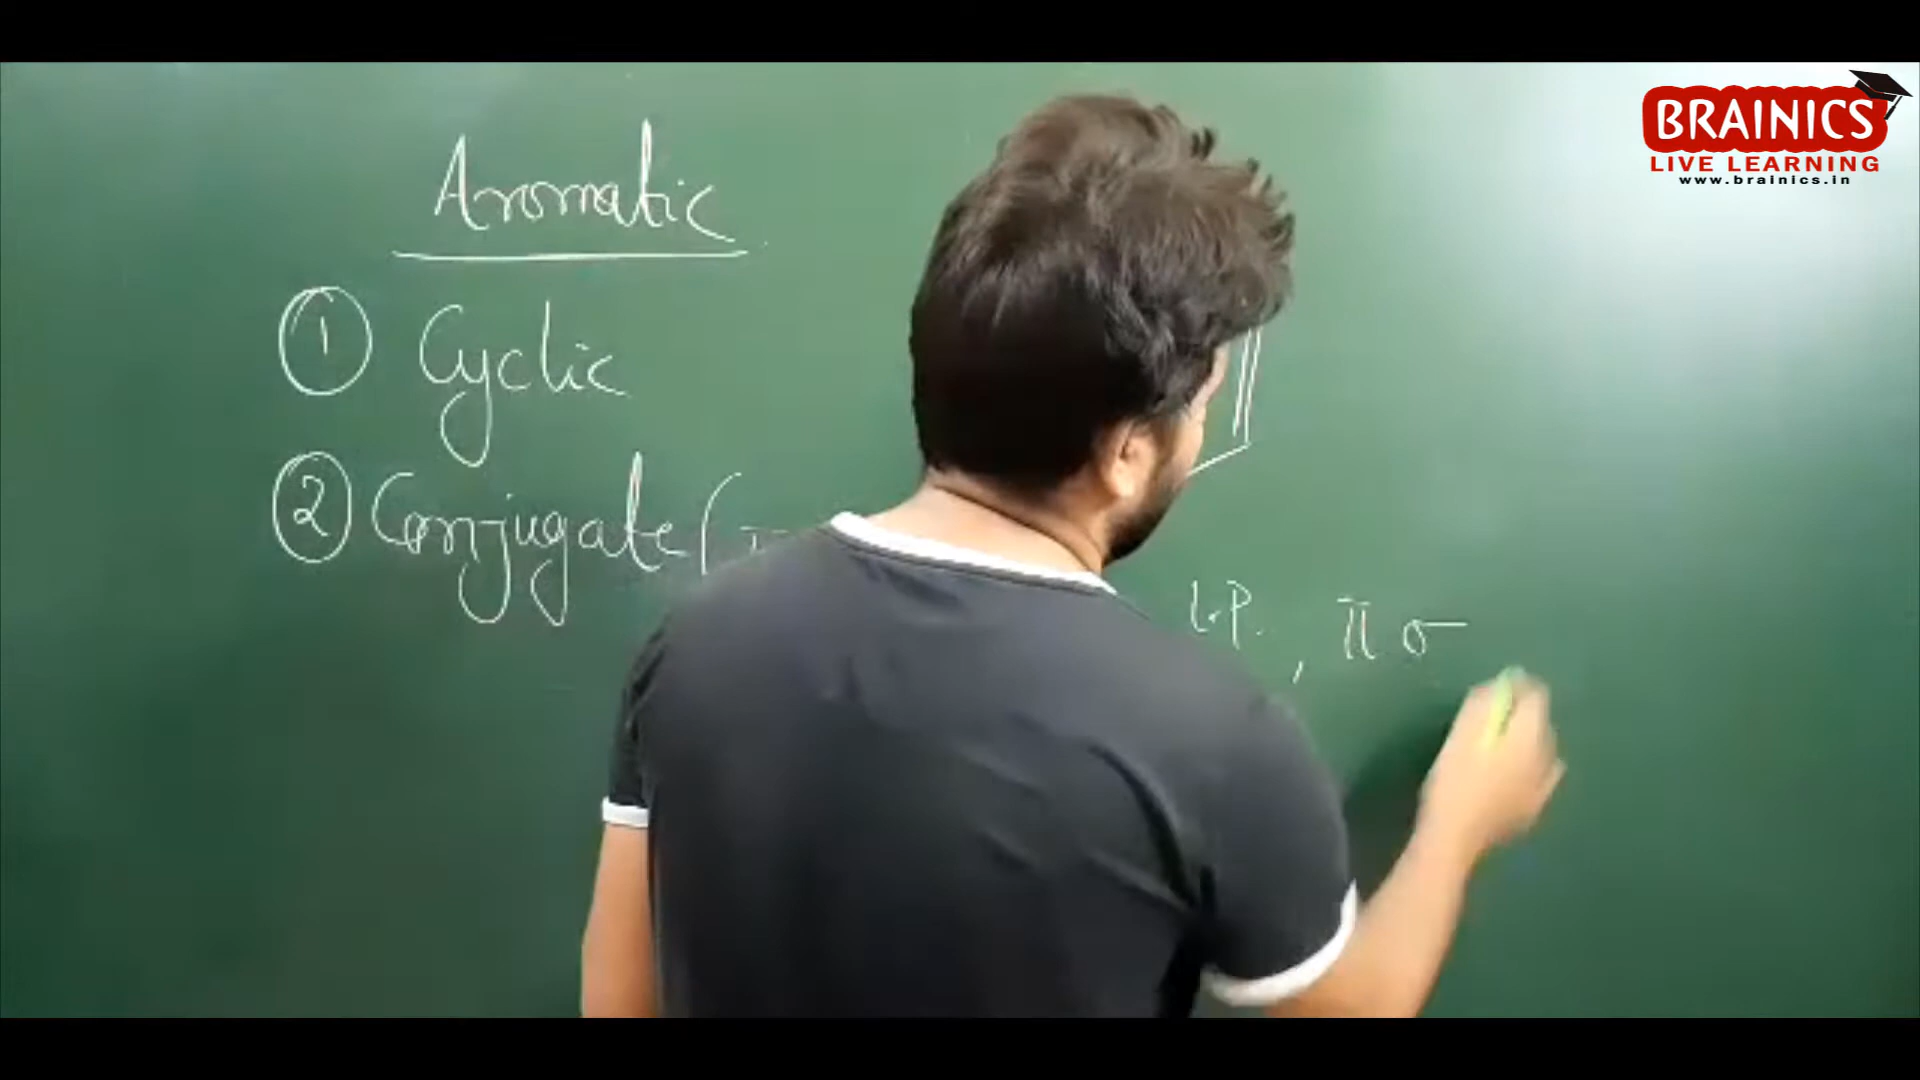 BRAINICS
LIVE LEARNING
www.brainics.in
Aromatic
① Cyclic
② Conjugate (
l.P. , π σ